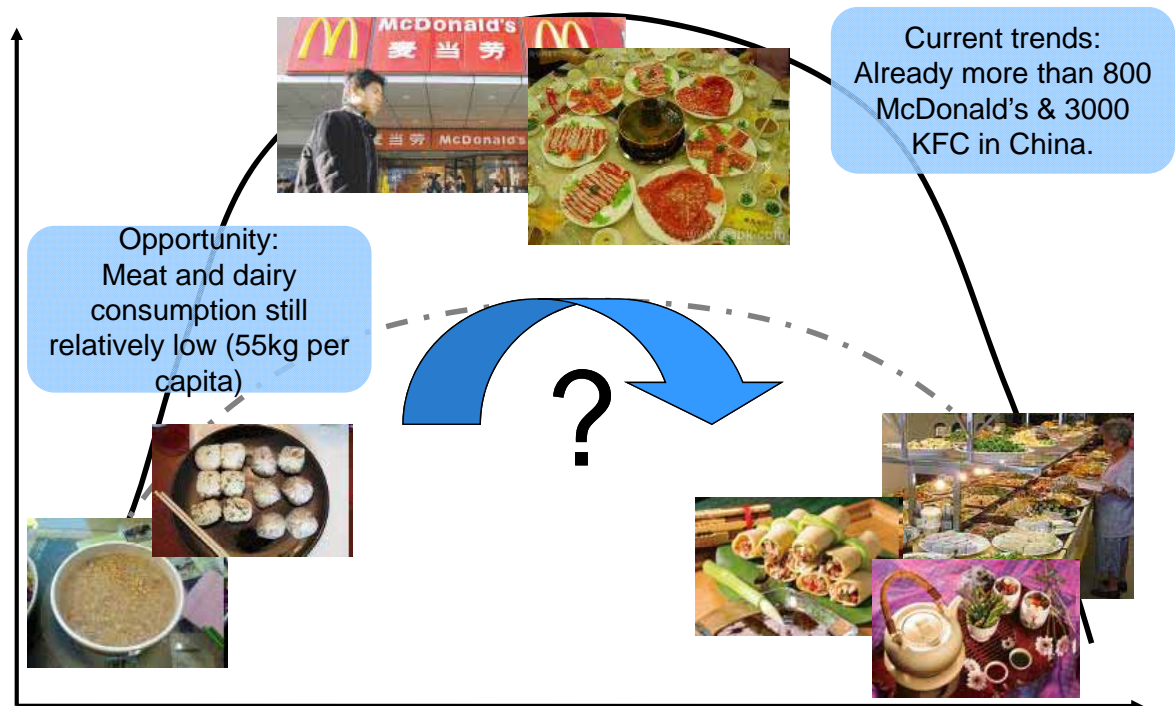 McDonald's
麦 当 劳
麦 当 劳 McDonald's
Current trends:
Already more than 800
McDonald's & 3000
KFC in China.
Opportunity:
Meat and dairy
consumption still
relatively low (55kg per
capita)
?